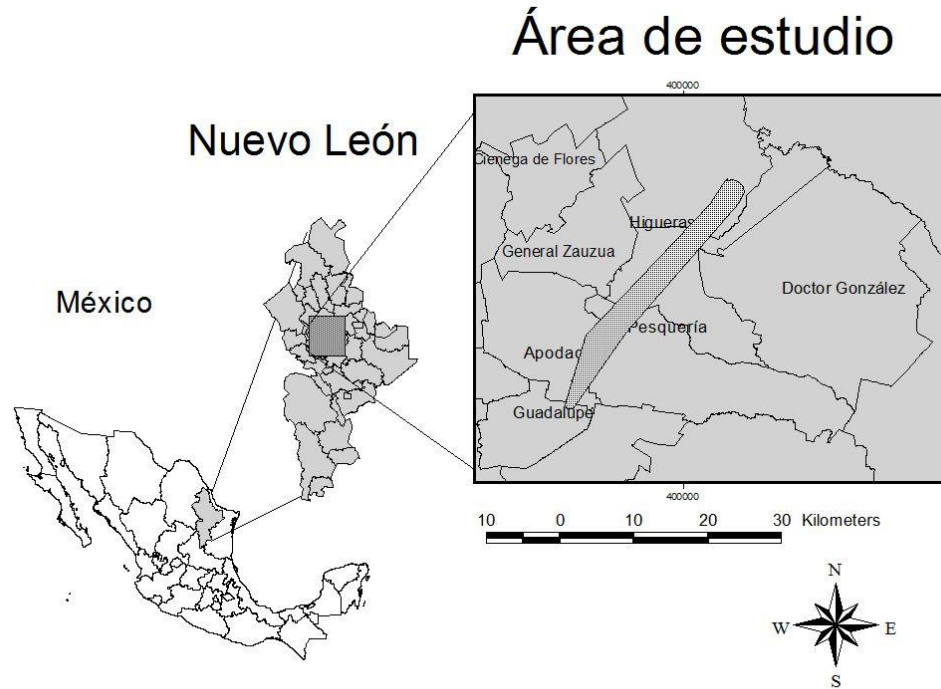 Área de estudio
Nuevo León
México
400000
Cienega de Flores
Higueras
General Zauzua
Doctor González
Pesquería
Apodac
Guadalupe
400000
10 0 10 20 30 Kilometers
N
W E
S